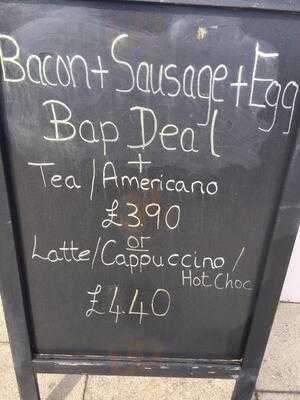 Bacon+Sausage+Egg
Bap Deal
+
Tea/Americano
£3.90
or
Latte/Cappuccino/
Hot Choc
£4.40